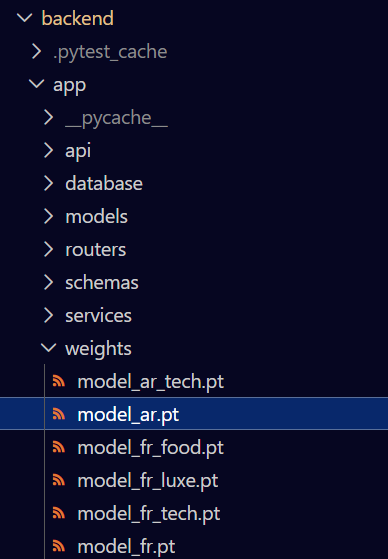 backend
.pytest_cache
app
__pycache__
api
database
models
routers
schemas
services
weights
model_ar_tech.pt
model_ar.pt
model_fr_food.pt
model_fr_luxe.pt
model_fr_tech.pt
model_fr.pt